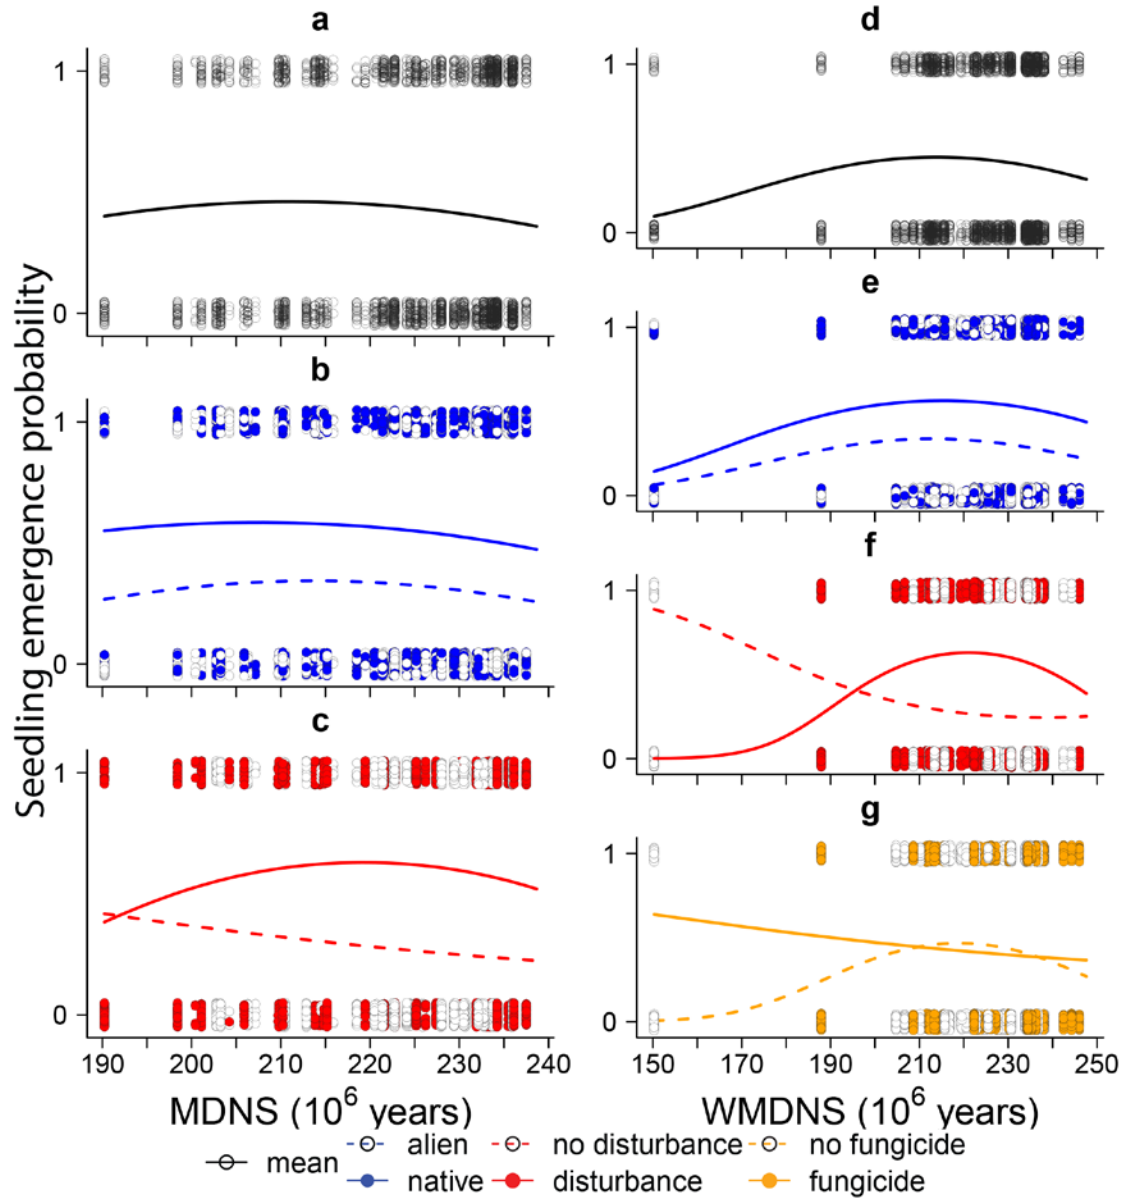 a
1
0
b
1
0
c
1
0
190 200 210 220 230 240
MDNS (10⁶ years)
d
1
0
e
1
0
f
1
0
g
1
0
150 170 190 210 230 250
WMDNS (10⁶ years)
Seedling emergence probability
mean
alien
native
no disturbance
disturbance
no fungicide
fungicide